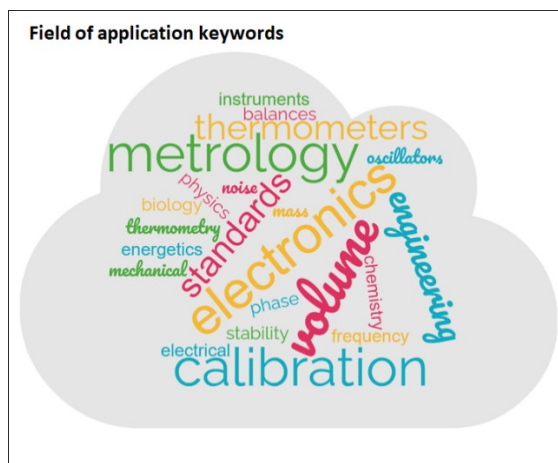 Field of application keywords
instruments
balances
thermometers
metrology
oscillators
physics
noise
standards
electronics
biology
mass
engineering
thermometry
volume
energetics
mechanical
chemistry
phase
stability
frequency
electrical
calibration